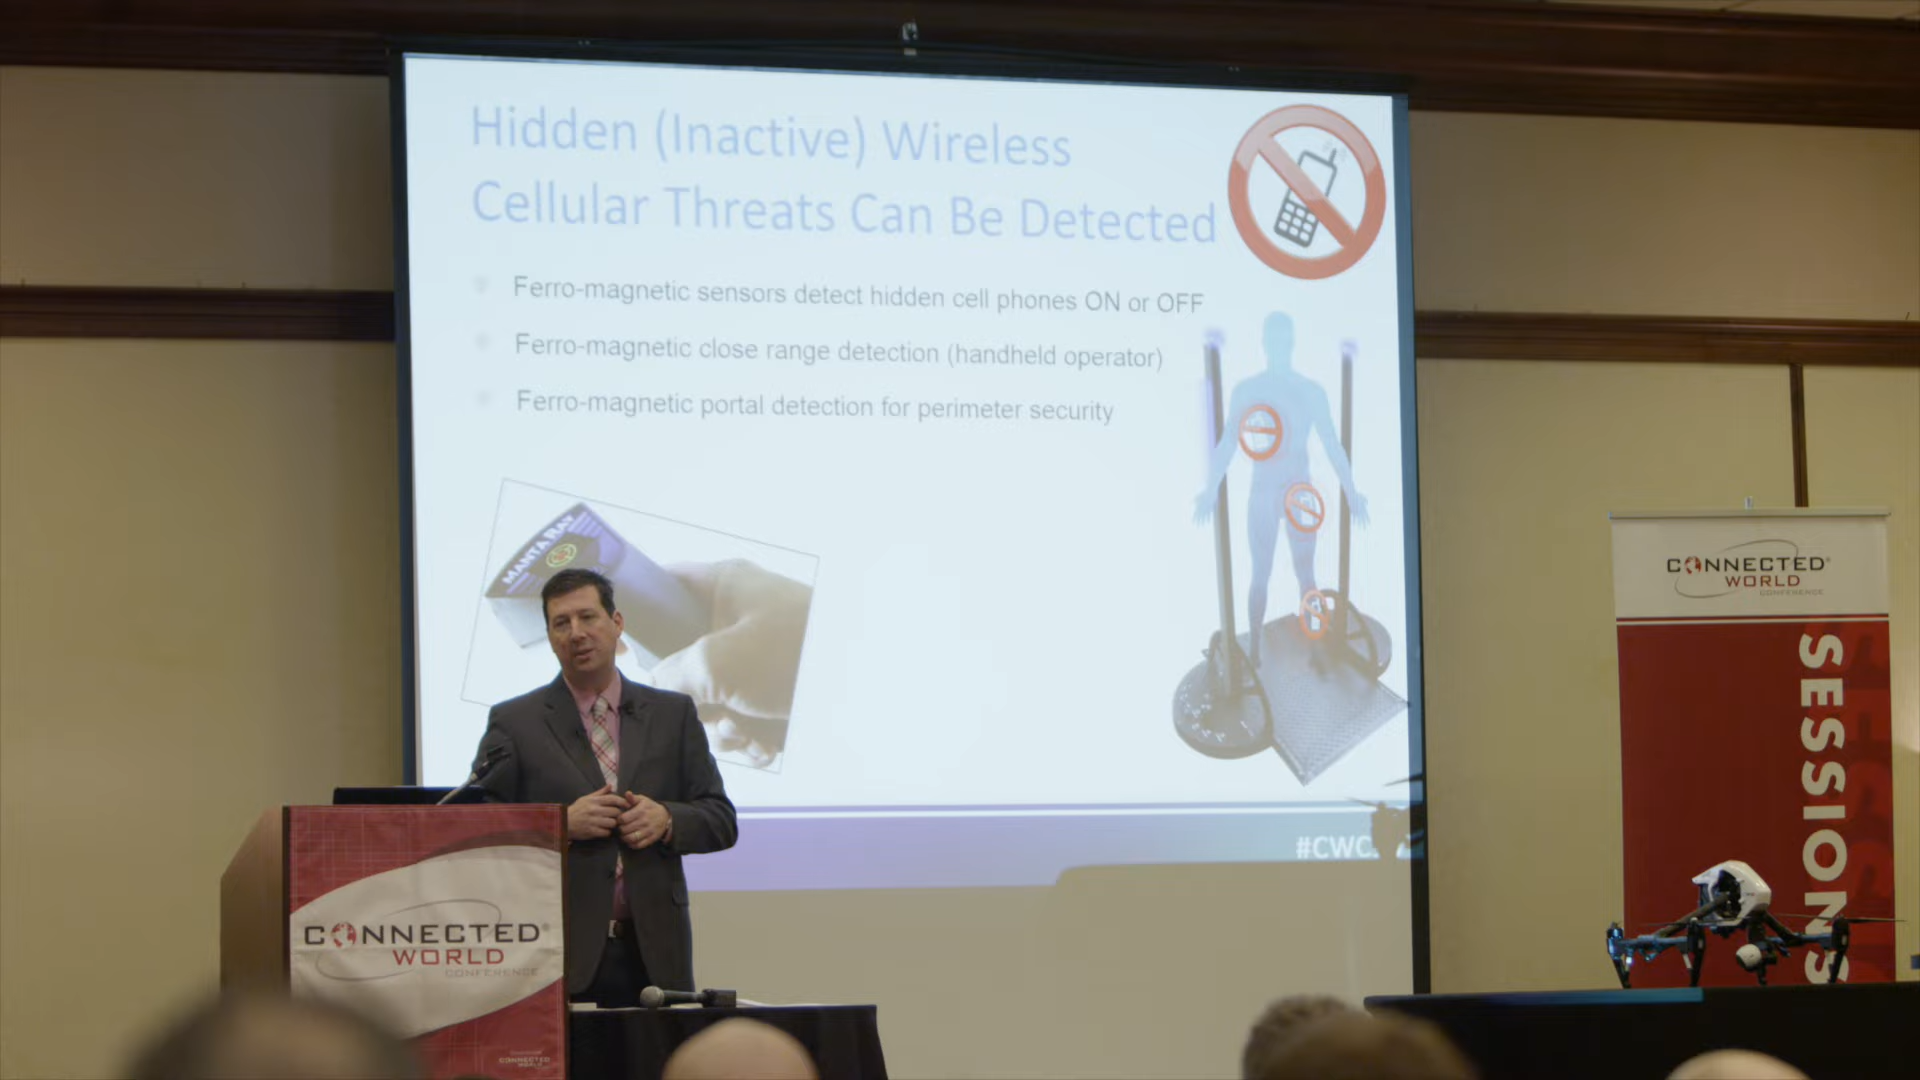 Hidden (Inactive) Wireless
Cellular Threats Can Be Detected
Ferro-magnetic sensors detect hidden cell phones ON or OFF
Ferro-magnetic close range detection (handheld operator)
Ferro-magnetic portal detection for perimeter security
MANTA RAY
#CWC
CONNECTED
WORLD
CONFERENCE
SESSIONS
CONNECTED
WORLD
CONFERENCE
CONNECTED
WORLD